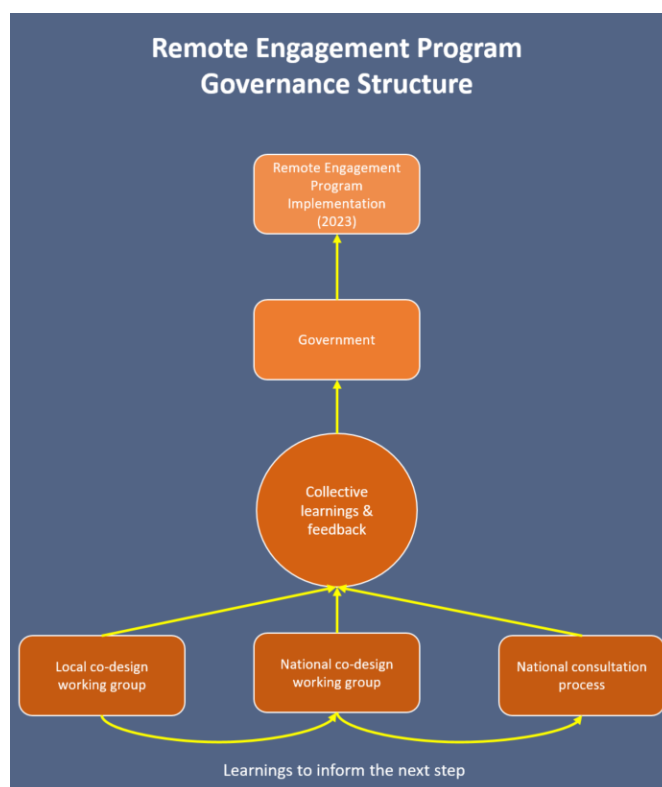 Remote Engagement Program
Governance Structure
Remote Engagement
Program
Implementation
(2023)
Government
Collective
learnings &
feedback
Local co-design
working group
National co-design
working group
National consultation
process
Learnings to inform the next step